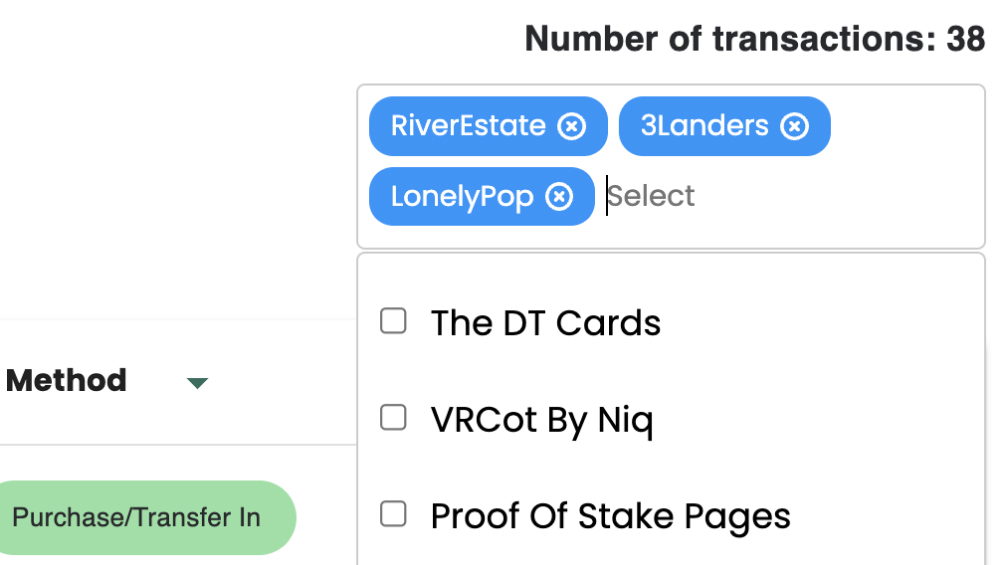 Number of transactions: 38
RiverEstate 3Landers
LonelyPop Select
The DT Cards
Method
VRCot By Niq
Purchase/Transfer In
Proof Of Stake Pages